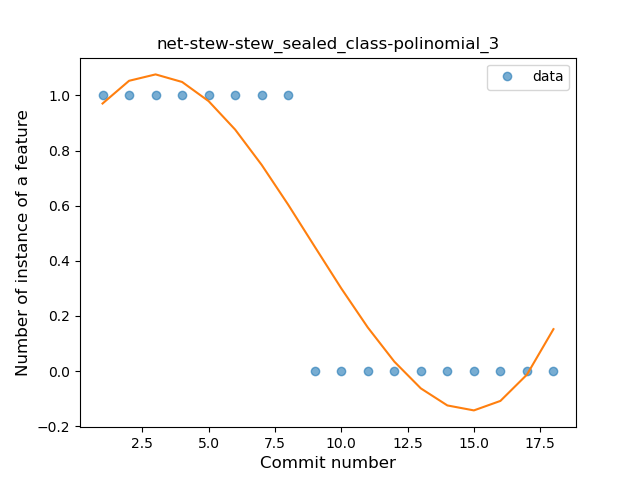 net-stew-stew_sealed_class-polinomial_3
data
Number of instance of a feature
1.0
0.8
0.6
0.4
0.2
0.0
−0.2
2.5 5.0 7.5 10.0 12.5 15.0 17.5
Commit number